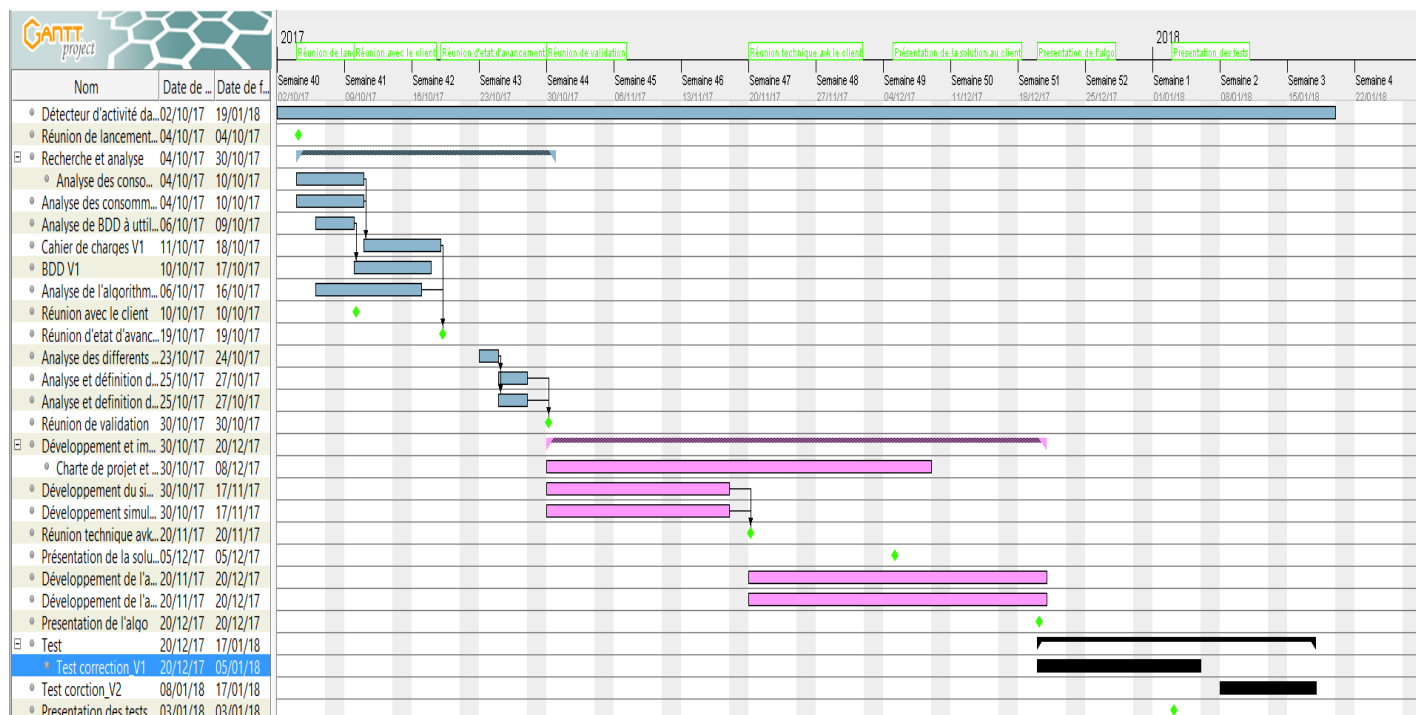 GANTT
project
2017
2018
Réunion de lanc
Réunion avec le client
Réunion d'etat d'avancement
Réunion de validation
Réunion technique avk le client
Présentation de la solution au client
Presentation de l'algo
Presentation des tests
Semaine 40
Semaine 41
Semaine 42
Semaine 43
Semaine 44
Semaine 45
Semaine 46
Semaine 47
Semaine 48
Semaine 49
Semaine 50
Semaine 51
Semaine 52
Semaine 1
Semaine 2
Semaine 3
Semaine 4
Nom Date de ... Date de f...
02/10/17
09/10/17
16/10/17
23/10/17
30/10/17
06/11/17
13/11/17
20/11/17
27/11/17
04/12/17
11/12/17
18/12/17
25/12/17
01/01/18
08/01/18
15/01/18
22/01/18
Détecteur d'activité da... 02/10/17 19/01/18
Réunion de lancement... 04/10/17 04/10/17
Recherche et analyse 04/10/17 30/10/17
Analyse des conso... 04/10/17 10/10/17
Analyse des consomm... 04/10/17 10/10/17
Analyse de BDD à uttil... 06/10/17 09/10/17
Cahier de charges V1 11/10/17 18/10/17
BDD V1 10/10/17 17/10/17
Analyse de l'algorithm... 06/10/17 16/10/17
Réunion avec le client 10/10/17 10/10/17
Réunion d'etat d'avanc... 19/10/17 19/10/17
Analyse des differents ... 23/10/17 24/10/17
Analyse et définition d... 25/10/17 27/10/17
Analyse et definition d... 25/10/17 27/10/17
Réunion de validation 30/10/17 30/10/17
Développement et im... 30/10/17 20/12/17
Charte de projet et ... 30/10/17 08/12/17
Développement du si... 30/10/17 17/11/17
Développement simul... 30/10/17 17/11/17
Réunion technique avk... 20/11/17 20/11/17
Présentation de la solu... 05/12/17 05/12/17
Développement de l'a... 20/11/17 20/12/17
Développement de l'a... 20/11/17 20/12/17
Presentation de l'algo 20/12/17 20/12/17
Test 20/12/17 17/01/18
Test correction_V1 20/12/17 05/01/18
Test corction_V2 08/01/18 17/01/18
Presentation des tests 03/01/18 03/01/18